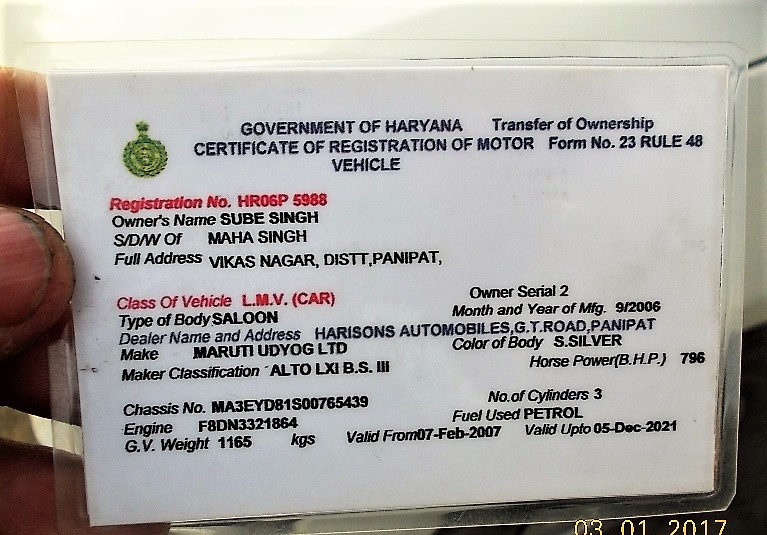 GOVERNMENT OF HARYANA Transfer of Ownership
CERTIFICATE OF REGISTRATION OF MOTOR Form No. 23 RULE 48
VEHICLE
Registration No. HR06P 5988
Owner's Name SUBE SINGH
S/D/W Of MAHA SINGH
Full Address VIKAS NAGAR, DISTT,PANIPAT,
Class Of Vehicle L.M.V. (CAR) Owner Serial 2
Type of Body SALOON Month and Year of Mfg. 9/2006
Dealer Name and Address HARISONS AUTOMOBILES,G.T.ROAD,PANIPAT
Make MARUTI UDYOG LTD Color of Body S.SILVER
Maker Classification ALTO LXI B.S. III Horse Power(B.H.P.) 796
Chassis No. MA3EYD81S00765439 No.of Cylinders 3
Engine F8DN3321864 Fuel Used PETROL
G.V. Weight 1165 kgs Valid From07-Feb-2007 Valid Upto 05-Dec-2021
03 01 2017